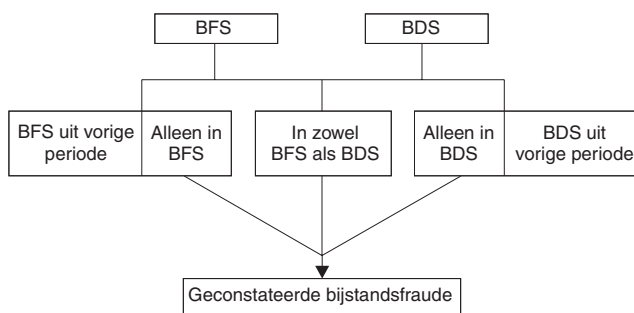 BFS
BDS
BFS uit vorige
periode
Alleen in
BFS
In zowel
BFS als BDS
Alleen in
BDS
BDS uit
vorige periode
Geconstateerde bijstandsfraude